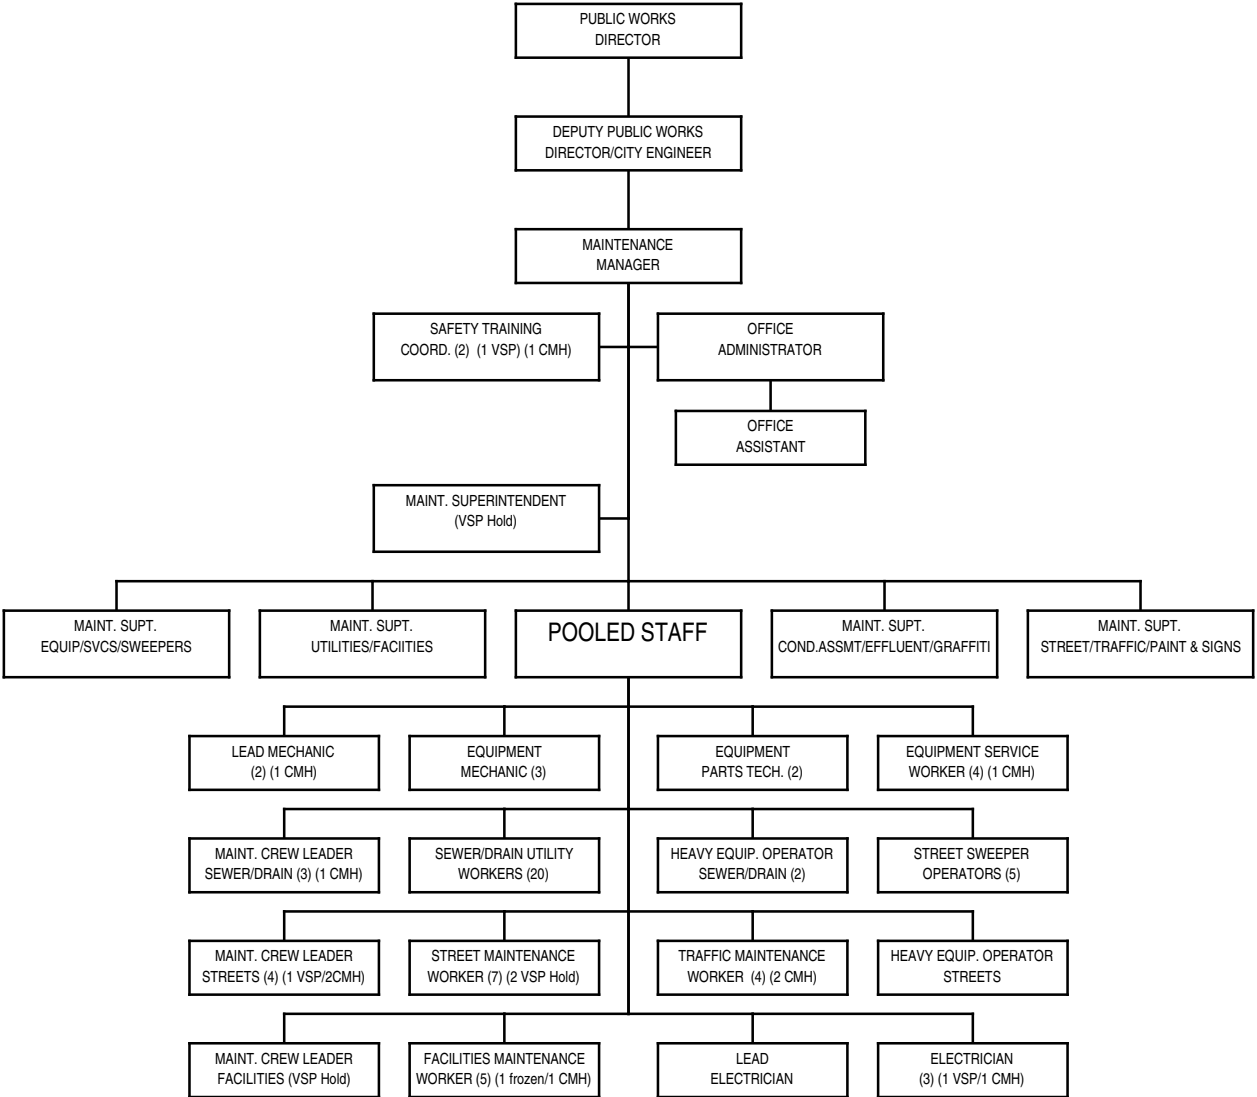 PUBLIC WORKS
DIRECTOR
DEPUTY PUBLIC WORKS
DIRECTOR/CITY ENGINEER
MAINTENANCE
MANAGER
SAFETY TRAINING
COORD. (2) (1 VSP) (1 CMH)
OFFICE
ADMINISTRATOR
OFFICE
ASSISTANT
MAINT. SUPERINTENDENT
(VSP Hold)
MAINT. SUPT.
EQUIP/SVCS/SWEEPERS
MAINT. SUPT.
UTILITIES/FACIITIES
POOLED STAFF
MAINT. SUPT.
COND.ASSMT/EFFLUENT/GRAFFITI
MAINT. SUPT.
STREET/TRAFFIC/PAINT & SIGNS
LEAD MECHANIC
(2) (1 CMH)
EQUIPMENT
MECHANIC (3)
EQUIPMENT
PARTS TECH. (2)
EQUIPMENT SERVICE
WORKER (4) (1 CMH)
MAINT. CREW LEADER
SEWER/DRAIN (3) (1 CMH)
SEWER/DRAIN UTILITY
WORKERS (20)
HEAVY EQUIP. OPERATOR
SEWER/DRAIN (2)
STREET SWEEPER
OPERATORS (5)
MAINT. CREW LEADER
STREETS (4) (1 VSP/2CMH)
STREET MAINTENANCE
WORKER (7) (2 VSP Hold)
TRAFFIC MAINTENANCE
WORKER (4) (2 CMH)
HEAVY EQUIP. OPERATOR
STREETS
MAINT. CREW LEADER
FACILITIES (VSP Hold)
FACILITIES MAINTENANCE
WORKER (5) (1 frozen/1 CMH)
LEAD
ELECTRICIAN
ELECTRICIAN
(3) (1 VSP/1 CMH)